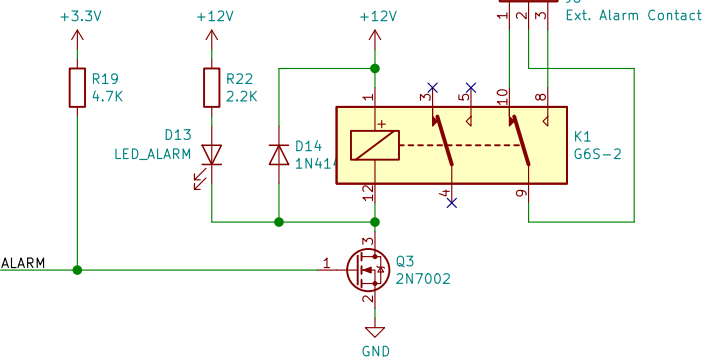 +3.3V
+12V
+12V
1
2
3
Ext. Alarm Contact
R19
4.7K
R22
2.2K
1
3
5
10
8
+
D13
LED_ALARM
D14
K1
G6S-2
12
4
9
3
ALARM
1
Q3
2N7002
2
GND